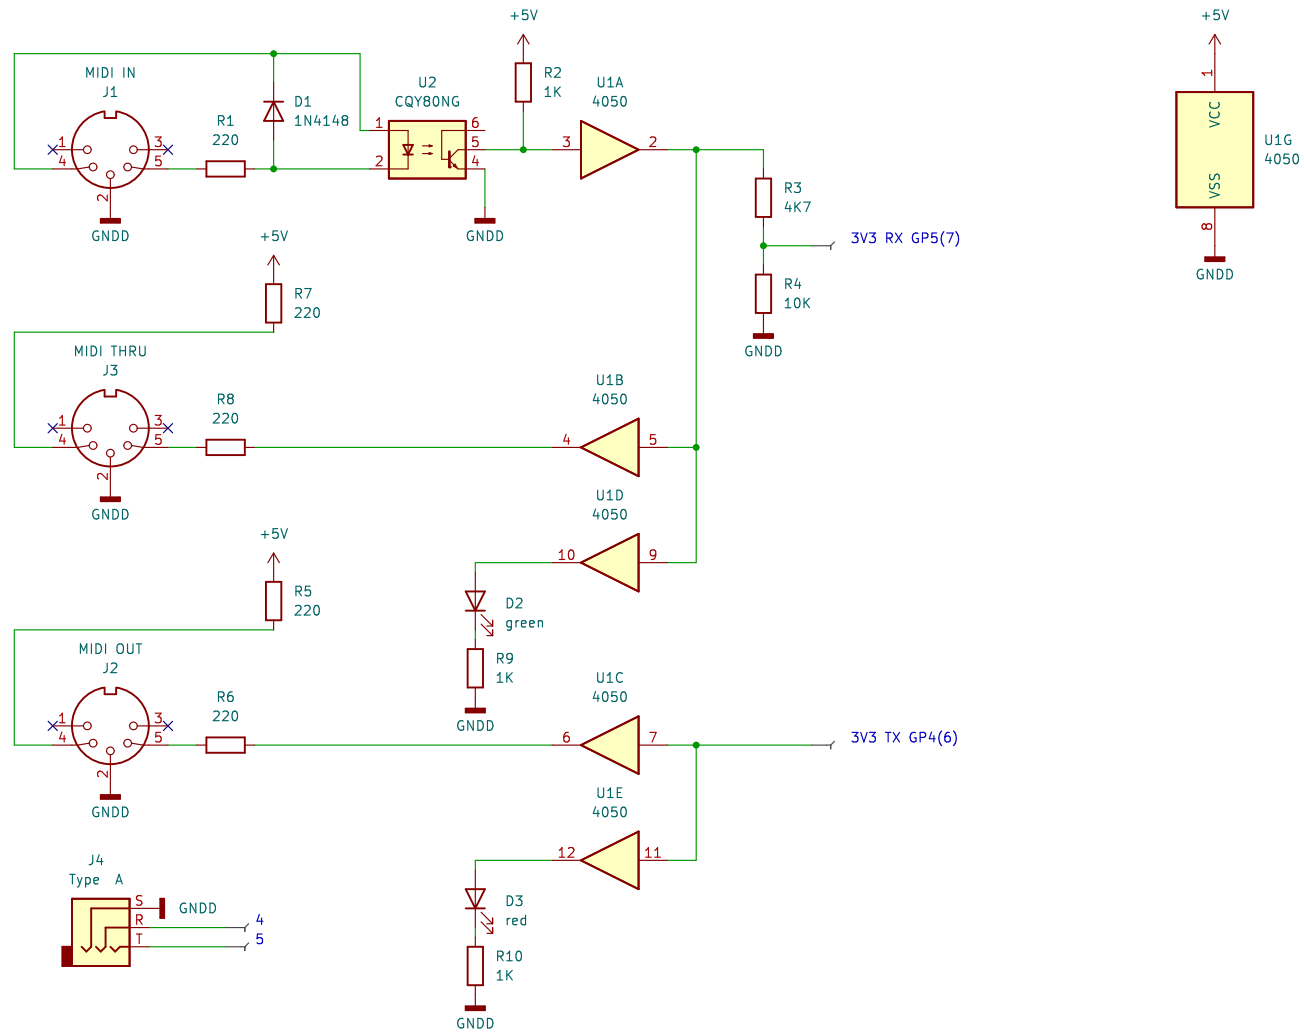 +5V
+5V
MIDI IN
J1
1
3
4
5
2
GNDD
R1
220
D1
1N4148
U2
CQY80NG
1
2
6
5
4
GNDD
R2
1K
U1A
4050
3
2
R3
4K7
3V3 RX GP5(7)
R4
10K
GNDD
1
VCC
VSS
8
U1G
4050
GNDD
+5V
R7
220
MIDI THRU
J3
1
3
4
5
2
GNDD
R8
220
U1B
4050
4
5
U1D
4050
10
9
D2
green
R9
1K
GNDD
+5V
R5
220
MIDI OUT
J2
1
3
4
5
2
GNDD
R6
220
U1C
4050
6
7
3V3 TX GP4(6)
U1E
4050
12
11
D3
red
R10
1K
GNDD
J4
Type A
S
R
T
GNDD
4
5